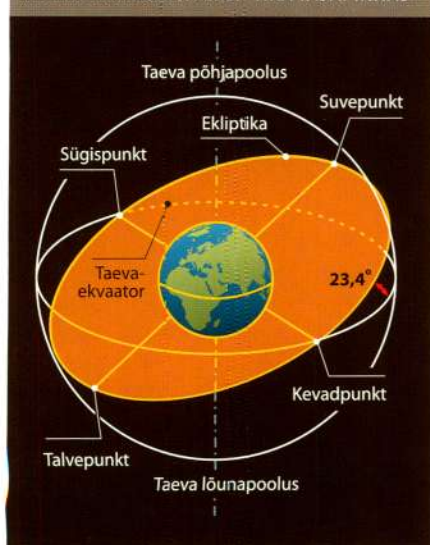 Taeva põhjapoolus
Suvepunkt
Ekliptika
Sügispunkt
Taeva-
ekvaator
23,4°
Kevadpunkt
Talvepunkt
Taeva lõunapoolus